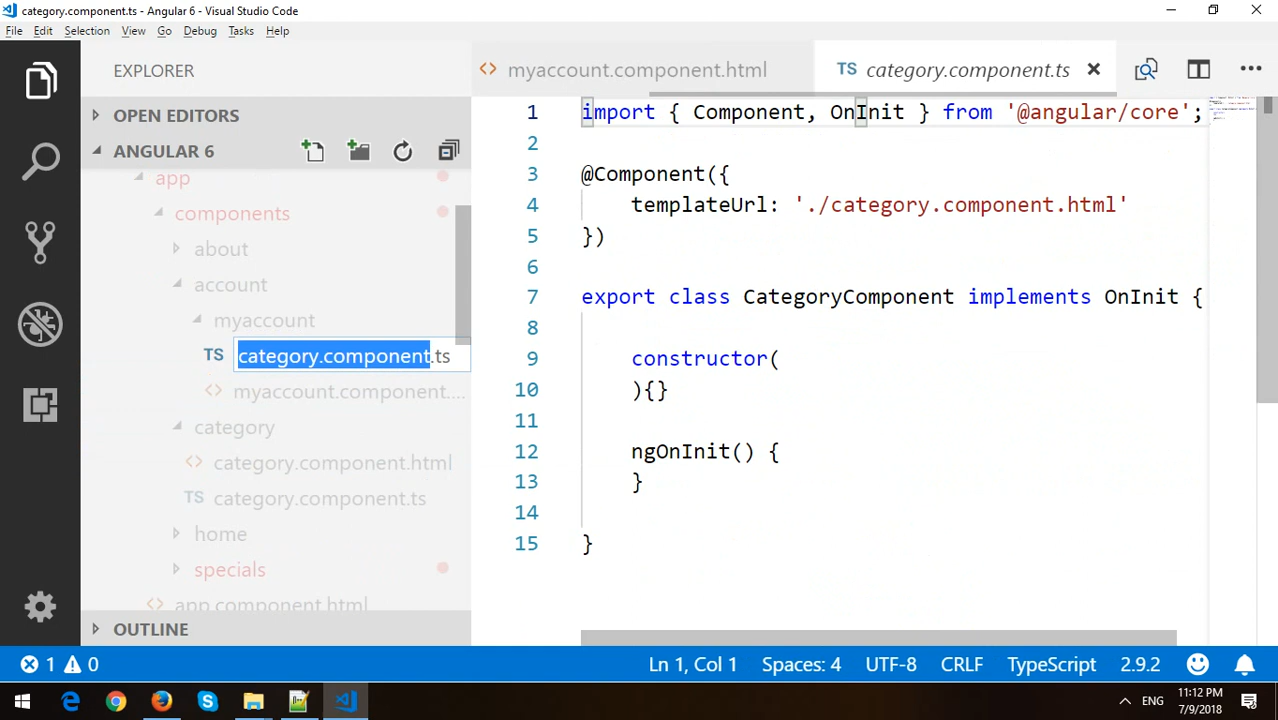 category.component.ts - Angular 6 - Visual Studio Code
File Edit Selection View Go Debug Tasks Help
EXPLORER
OPEN EDITORS
ANGULAR 6
app
components
about
account
myaccount
TS category.component.ts
<> myaccount.component....
category
<> category.component.html
TS category.component.ts
home
specials
<> app.component.html
OUTLINE
<> myaccount.component.html
TS category.component.ts
1 import { Component, OnInit } from '@angular/core';
2
3 @Component({
4 templateUrl: './category.component.html'
5 })
6
7 export class CategoryComponent implements OnInit {
8
9 constructor(
10 ){}
11
12 ngOnInit() {
13 }
14
15 }
1 0 Ln 1, Col 1 Spaces: 4 UTF-8 CRLF TypeScript 2.9.2
ENG 11:12 PM
7/9/2018